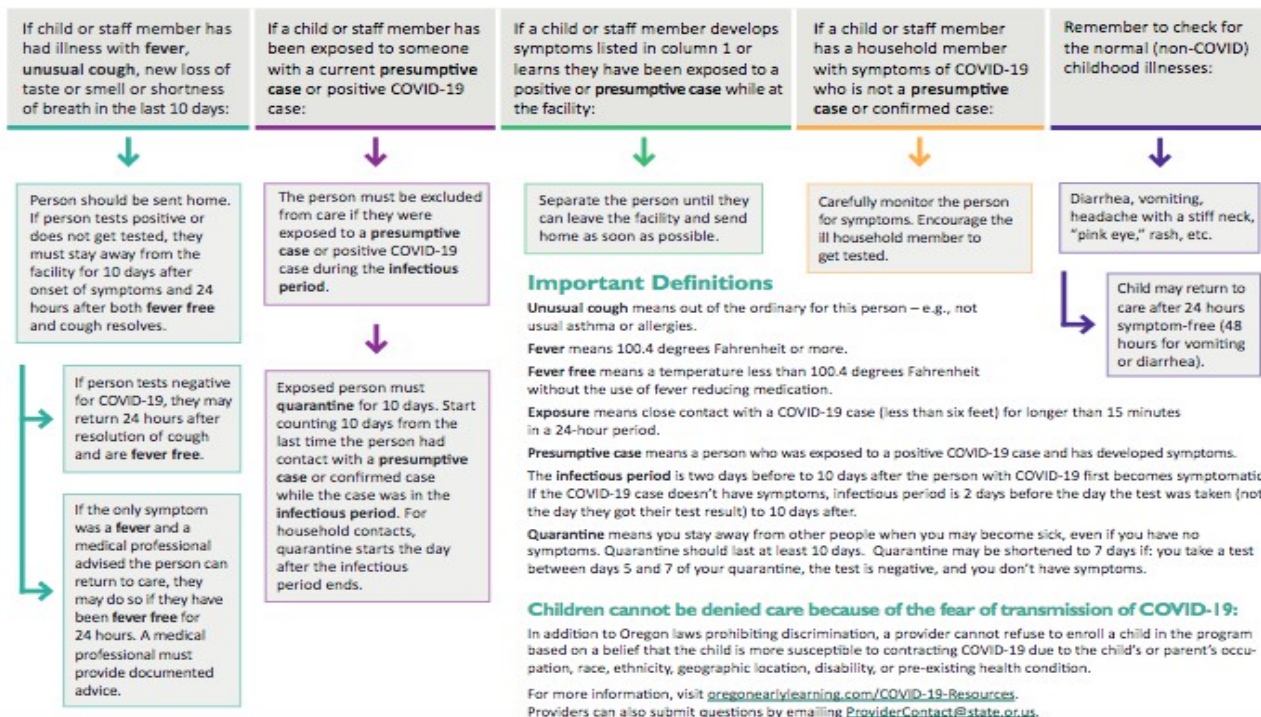 If child or staff member has
had illness with fever,
unusual cough, new loss of
taste or smell or shortness
of breath in the last 10 days:
Person should be sent home.
If person tests positive or
does not get tested, they
must stay away from the
facility for 10 days after
onset of symptoms and 24
hours after both fever free
and cough resolves.
If person tests negative
for COVID-19, they may
return 24 hours after
resolution of cough
and are fever free.
If the only symptom
was a fever and a
medical professional
advised the person can
return to care, they
may do so if they have
been fever free for
24 hours. A medical
professional must
provide documented
advice.
If a child or staff member has
been exposed to someone
with a current presumptive
case or positive COVID-19
case:
The person must be excluded
from care if they were
exposed to a presumptive
case or positive COVID-19
case during the infectious
period.
Exposed person must
quarantine for 10 days. Start
counting 10 days from the
last time the person had
contact with a presumptive
case or confirmed case
while the case was in the
infectious period. For
household contacts,
quarantine starts the day
after the infectious
period ends.
If a child or staff member develops
symptoms listed in column 1 or
learns they have been exposed to a
positive or presumptive case while at
the facility:
Separate the person until they
can leave the facility and send
home as soon as possible.
If a child or staff member
has a household member
with symptoms of COVID-19
who is not a presumptive
case or confirmed case:
Carefully monitor the person
for symptoms. Encourage the
ill household member to
get tested.
Remember to check for
the normal (non-COVID)
childhood illnesses:
Diarrhea, vomiting,
headache with a stiff neck,
"pink eye," rash, etc.
Child may return to
care after 24 hours
symptom-free (48
hours for vomiting
or diarrhea).
Important Definitions
Unusual cough means out of the ordinary for this person – e.g., not
usual asthma or allergies.
Fever means 100.4 degrees Fahrenheit or more.
Fever free means a temperature less than 100.4 degrees Fahrenheit
without the use of fever reducing medication.
Exposure means close contact with a COVID-19 case (less than six feet) for longer than 15 minutes
in a 24-hour period.
Presumptive case means a person who was exposed to a positive COVID-19 case and has developed symptoms.
The infectious period is two days before to 10 days after the person with COVID-19 first becomes symptomatic
If the COVID-19 case doesn't have symptoms, infectious period is 2 days before the day the test was taken (not
the day they got their test result) to 10 days after.
Quarantine means you stay away from other people when you may become sick, even if you have no
symptoms. Quarantine should last at least 10 days. Quarantine may be shortened to 7 days if: you take a test
between days 5 and 7 of your quarantine, the test is negative, and you don't have symptoms.
Children cannot be denied care because of the fear of transmission of COVID-19:
In addition to Oregon laws prohibiting discrimination, a provider cannot refuse to enroll a child in the program
based on a belief that the child is more susceptible to contracting COVID-19 due to the child's or parent's occu-
pation, race, ethnicity, geographic location, disability, or pre-existing health condition.
For more information, visit oregonearlylearning.com/COVID-19-Resources.
Providers can also submit questions by emailing ProviderContact@state.or.us.